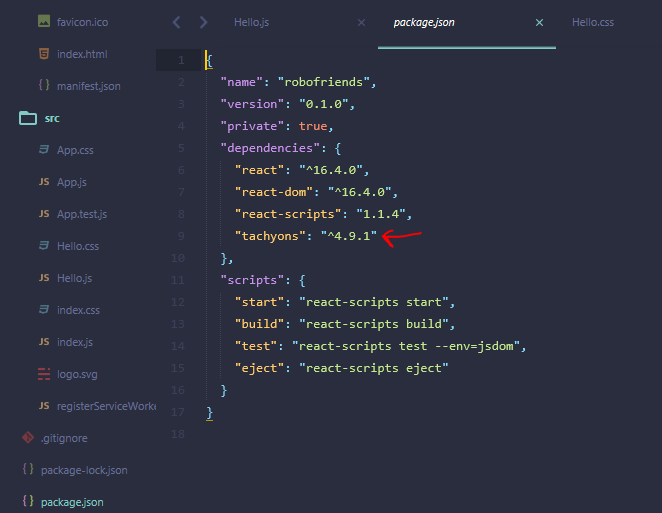 favicon.ico
index.html
manifest.json
src
App.css
App.js
App.test.js
Hello.css
Hello.js
index.css
index.js
logo.svg
registerServiceWorke
.gitignore
package-lock.json
package.json
Hello.js × package.json × Hello.css
1 {
2 "name": "robofriends",
3 "version": "0.1.0",
4 "private": true,
5 "dependencies": {
6 "react": "^16.4.0",
7 "react-dom": "^16.4.0",
8 "react-scripts": "1.1.4",
9 "tachyons": "^4.9.1"
10 },
11 "scripts": {
12 "start": "react-scripts start",
13 "build": "react-scripts build",
14 "test": "react-scripts test --env=jsdom",
15 "eject": "react-scripts eject"
16 }
17 }
18